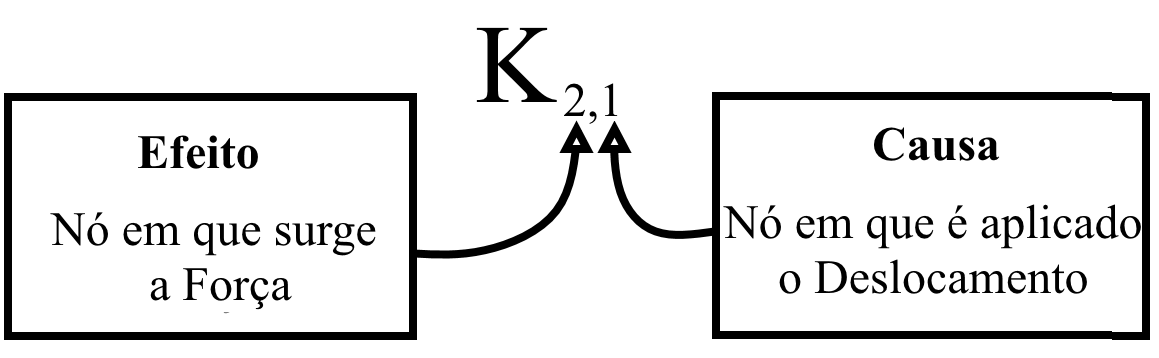 K2,1
Efeito
Nó em que surge
a Força
Causa
Nó em que é aplicado
o Deslocamento